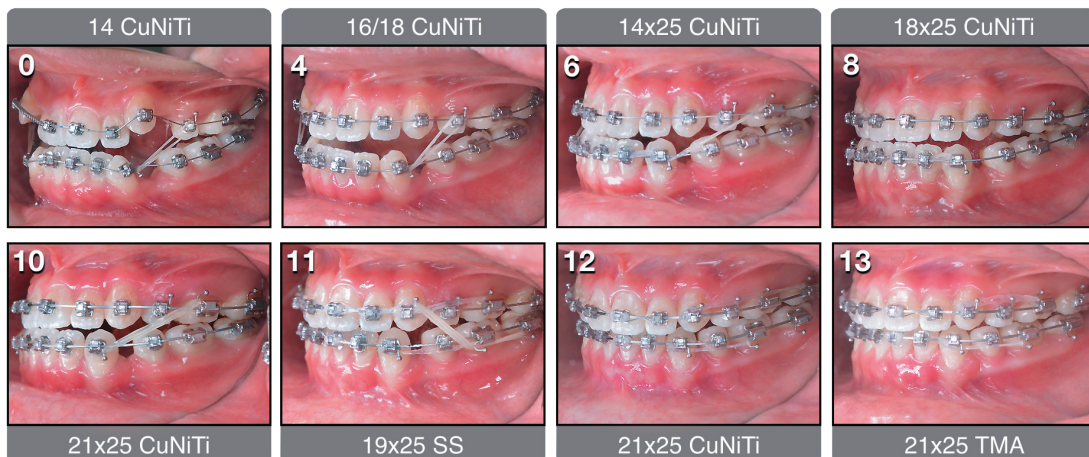 14 CuNiTi
16/18 CuNiTi
14x25 CuNiTi
18x25 CuNiTi
0
4
6
8
10
11
12
13
21x25 CuNiTi
19x25 SS
21x25 CuNiTi
21x25 TMA